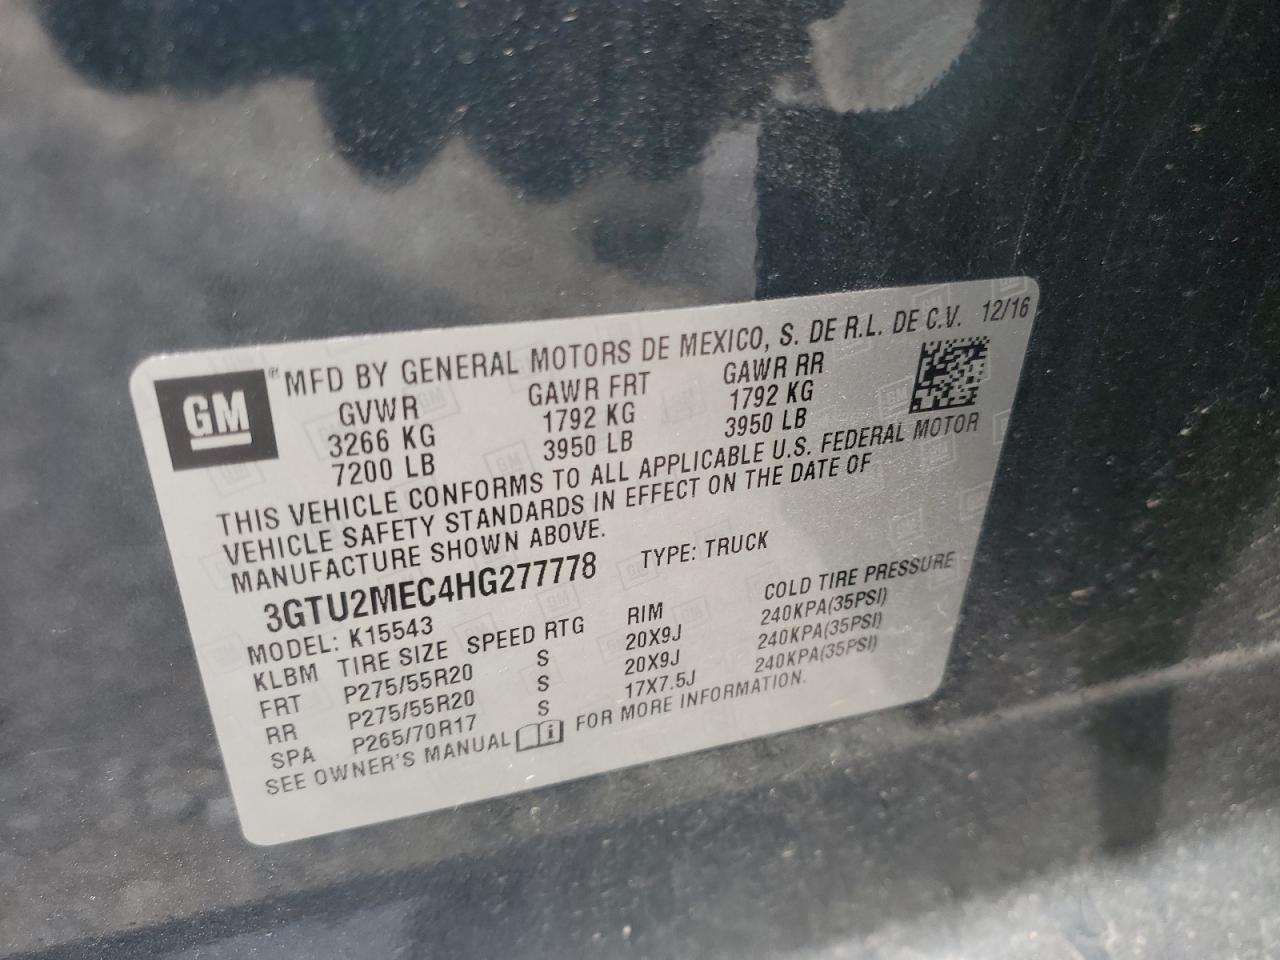 GM
® MFD BY GENERAL MOTORS DE MEXICO, S. DE R.L. DE C.V. 12/16
GVWR GAWR FRT GAWR RR
3266 KG 1792 KG 1792 KG
7200 LB 3950 LB 3950 LB
THIS VEHICLE CONFORMS TO ALL APPLICABLE U.S. FEDERAL MOTOR
VEHICLE SAFETY STANDARDS IN EFFECT ON THE DATE OF
MANUFACTURE SHOWN ABOVE.
3GTU2MEC4HG277778 TYPE: TRUCK
MODEL: K15543
KLBM TIRE SIZE SPEED RTG RIM COLD TIRE PRESSURE
FRT P275/55R20 S 20X9J 240KPA(35PSI)
RR P275/55R20 S 20X9J 240KPA(35PSI)
SPA P265/70R17 S 17X7.5J 240KPA(35PSI)
SEE OWNER'S MANUAL i FOR MORE INFORMATION.